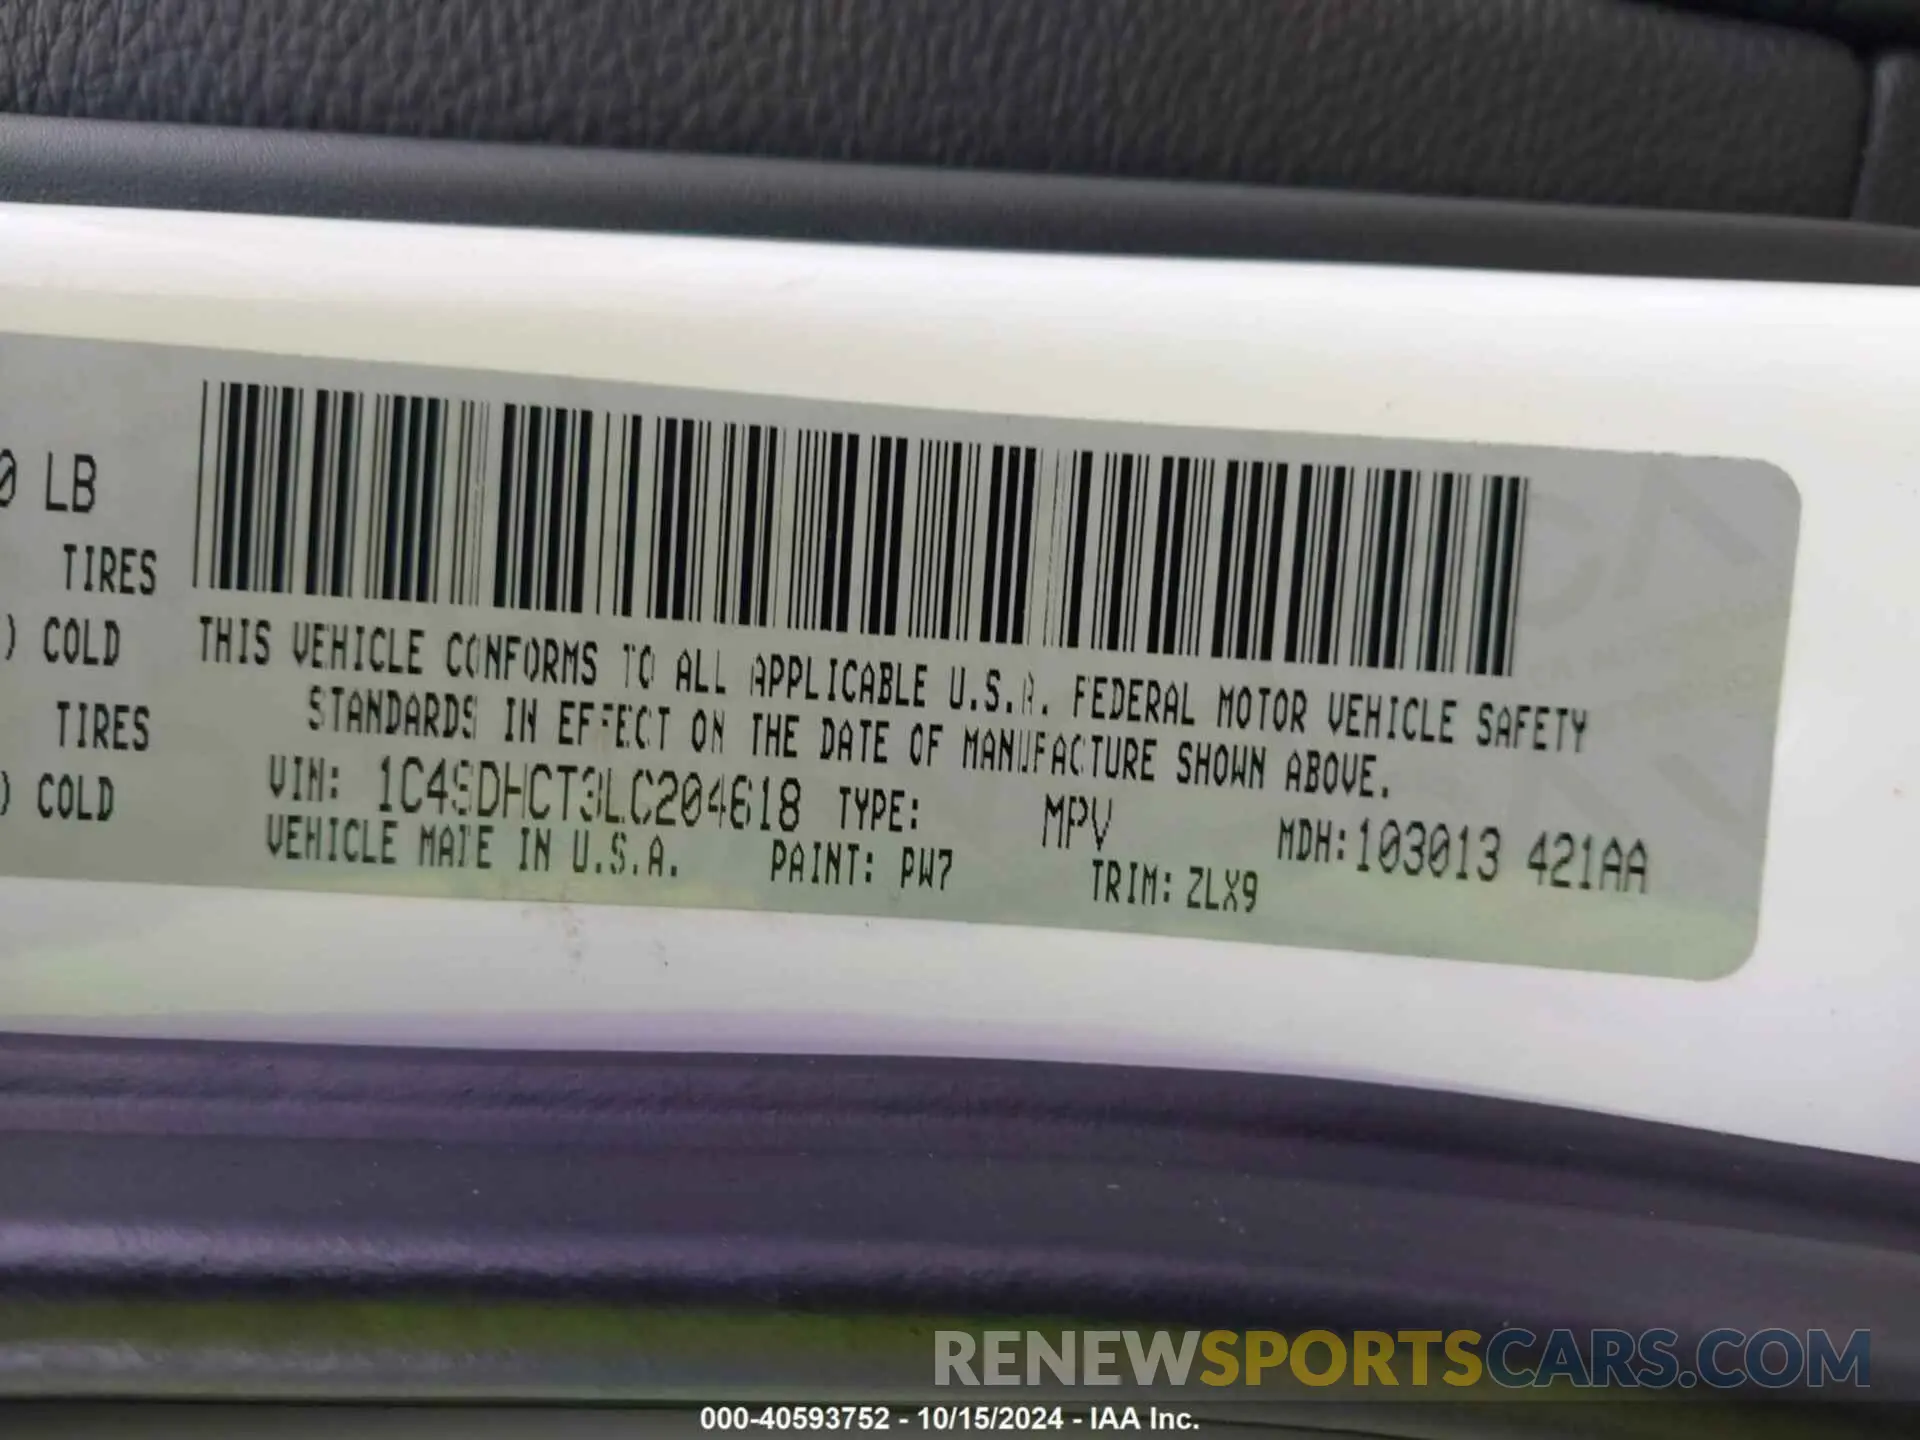 0 LB
TIRES
) COLD
TIRES
) COLD
THIS VEHICLE CONFORMS TO ALL APPLICABLE U.S.A. FEDERAL MOTOR VEHICLE SAFETY
STANDARDS IN EFFECT ON THE DATE OF MANUFACTURE SHOWN ABOVE.
VIN: 1C4SDHCT3LC204618 TYPE: MPV MDH:103013 421AA
VEHICLE MADE IN U.S.A. PAINT: PW7 TRIM: ZLX9
RENEWSPORTSCARS.COM
000-40593752 - 10/15/2024 - IAA Inc.